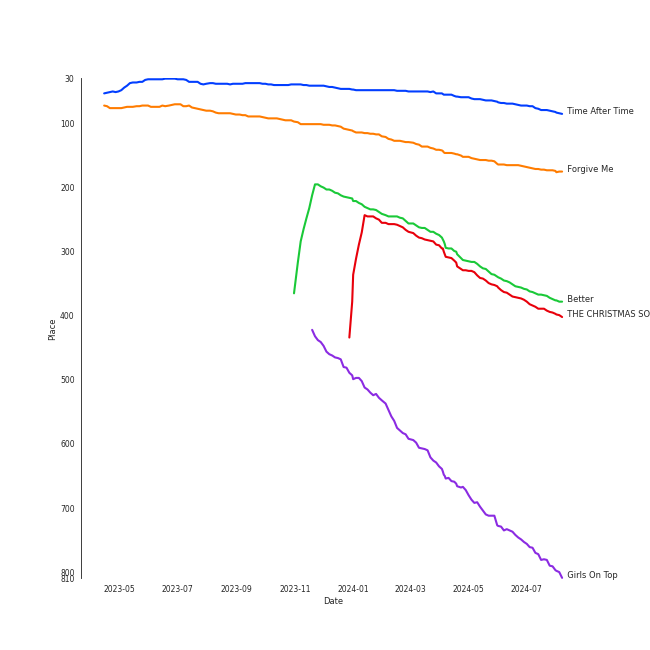 30
100
200
300
400
500
600
700
800
810
Place
Time After Time
Forgive Me
Better
THE CHRISTMAS SO
Girls On Top
2023-05 2023-07 2023-09 2023-11 2024-01 2024-03 2024-05 2024-07
Date